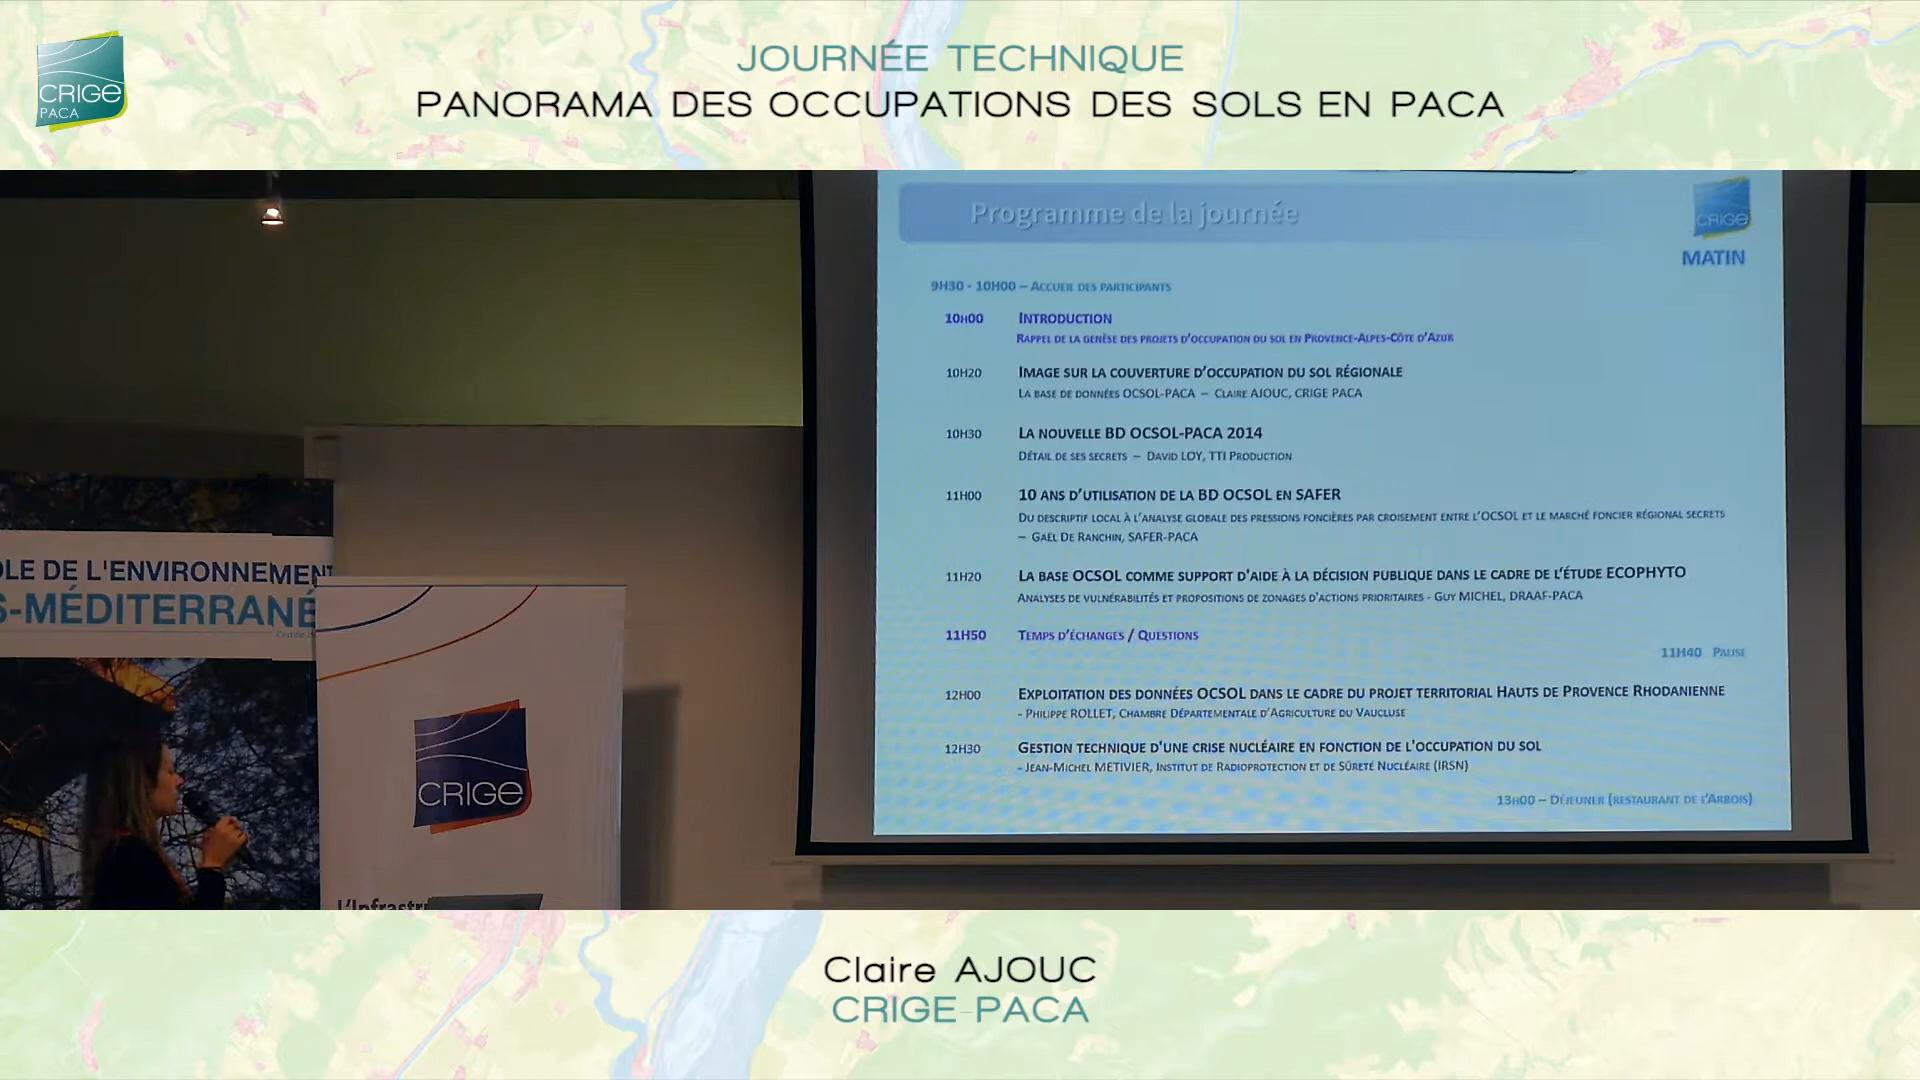 JOURNÉE TECHNIQUE
PANORAMA DES OCCUPATIONS DES SOLS EN PACA
CRIGE
PACA
Programme de la journée
CRIGE
MATIN
9H30 - 10H00 – ACCUEIL DES PARTICIPANTS
10H00 INTRODUCTION
RAPPEL DE LA GENÈSE DES PROJETS D'OCCUPATION DU SOL EN PROVENCE-ALPES-CÔTE D'AZUR
10H20 IMAGE SUR LA COUVERTURE D'OCCUPATION DU SOL RÉGIONALE
LA BASE DE DONNÉES OCSOL-PACA – CLAIRE AJOUC, CRIGE PACA
10H30 LA NOUVELLE BD OCSOL-PACA 2014
DÉTAIL DE SES SECRETS – DAVID LOY, TTI PRODUCTION
11H00 10 ANS D'UTILISATION DE LA BD OCSOL EN SAFER
DU DESCRIPTIF LOCAL À L'ANALYSE GLOBALE DES PRESSIONS FONCIÈRES PAR CROISEMENT ENTRE L'OCSOL ET LE MARCHÉ FONCIER RÉGIONAL SECRETS
– GAEL DE RANCHIN, SAFER-PACA
11H20 LA BASE OCSOL COMME SUPPORT D'AIDE À LA DÉCISION PUBLIQUE DANS LE CADRE DE L'ÉTUDE ECOPHYTO
ANALYSES DE VULNÉRABILITÉS ET PROPOSITIONS DE ZONAGES D'ACTIONS PRIORITAIRES - GUY MICHEL, DRAAF-PACA
11H50 TEMPS D'ÉCHANGES / QUESTIONS
11H40 PAUSE
12H00 EXPLOITATION DES DONNÉES OCSOL DANS LE CADRE DU PROJET TERRITORIAL HAUTS DE PROVENCE RHODANIENNE
- PHILIPPE ROLLET, CHAMBRE DÉPARTEMENTALE D'AGRICULTURE DU VAUCLUSE
12H30 GESTION TECHNIQUE D'UNE CRISE NUCLÉAIRE EN FONCTION DE L'OCCUPATION DU SOL
- JEAN-MICHEL METIVIER, INSTITUT DE RADIOPROTECTION ET DE SÛRETÉ NUCLÉAIRE (IRSN)
13H00 – DÉJEUNER (RESTAURANT DE L'ARBOIS)
OLE DE L'ENVIRONNEMENT
S-MÉDITERRANÉ
CRIGE
L'Infrastr
Claire AJOUC
CRIGE-PACA